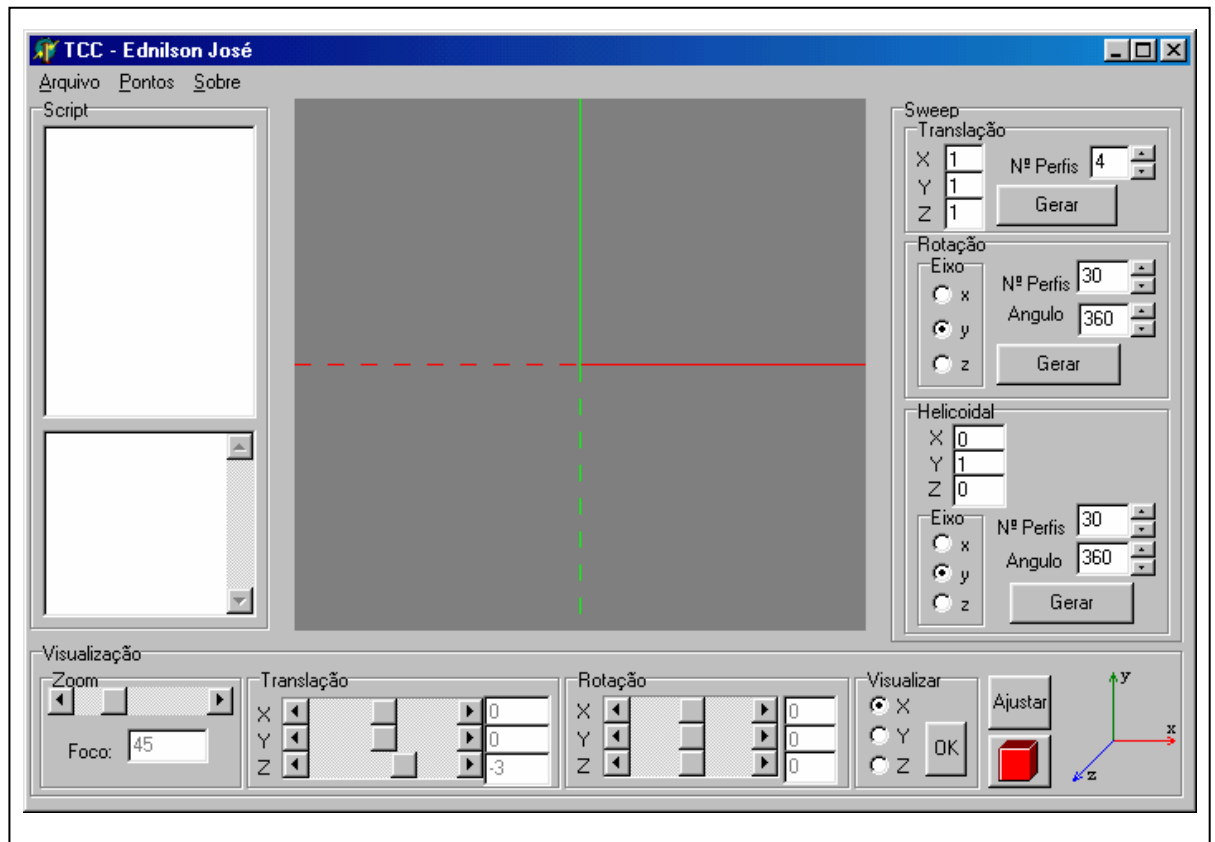 TCC - Ednilson José
Arquivo Pontos Sobre
Script
Sweep
Translação
X 1
Y 1
Z 1
Nº Perfis 4
Gerar
Rotação
Eixo
x
y
z
Nº Perfis 30
Angulo 360
Gerar
Helicoidal
X 0
Y 1
Z 0
Eixo
x
y
z
Nº Perfis 30
Angulo 360
Gerar
Visualização
Zoom
Foco: 45
Translação
X 0
Y 0
Z -3
Rotação
X 0
Y 0
Z 0
Visualizar
X
Y
Z
OK
Ajustar
y
x
z